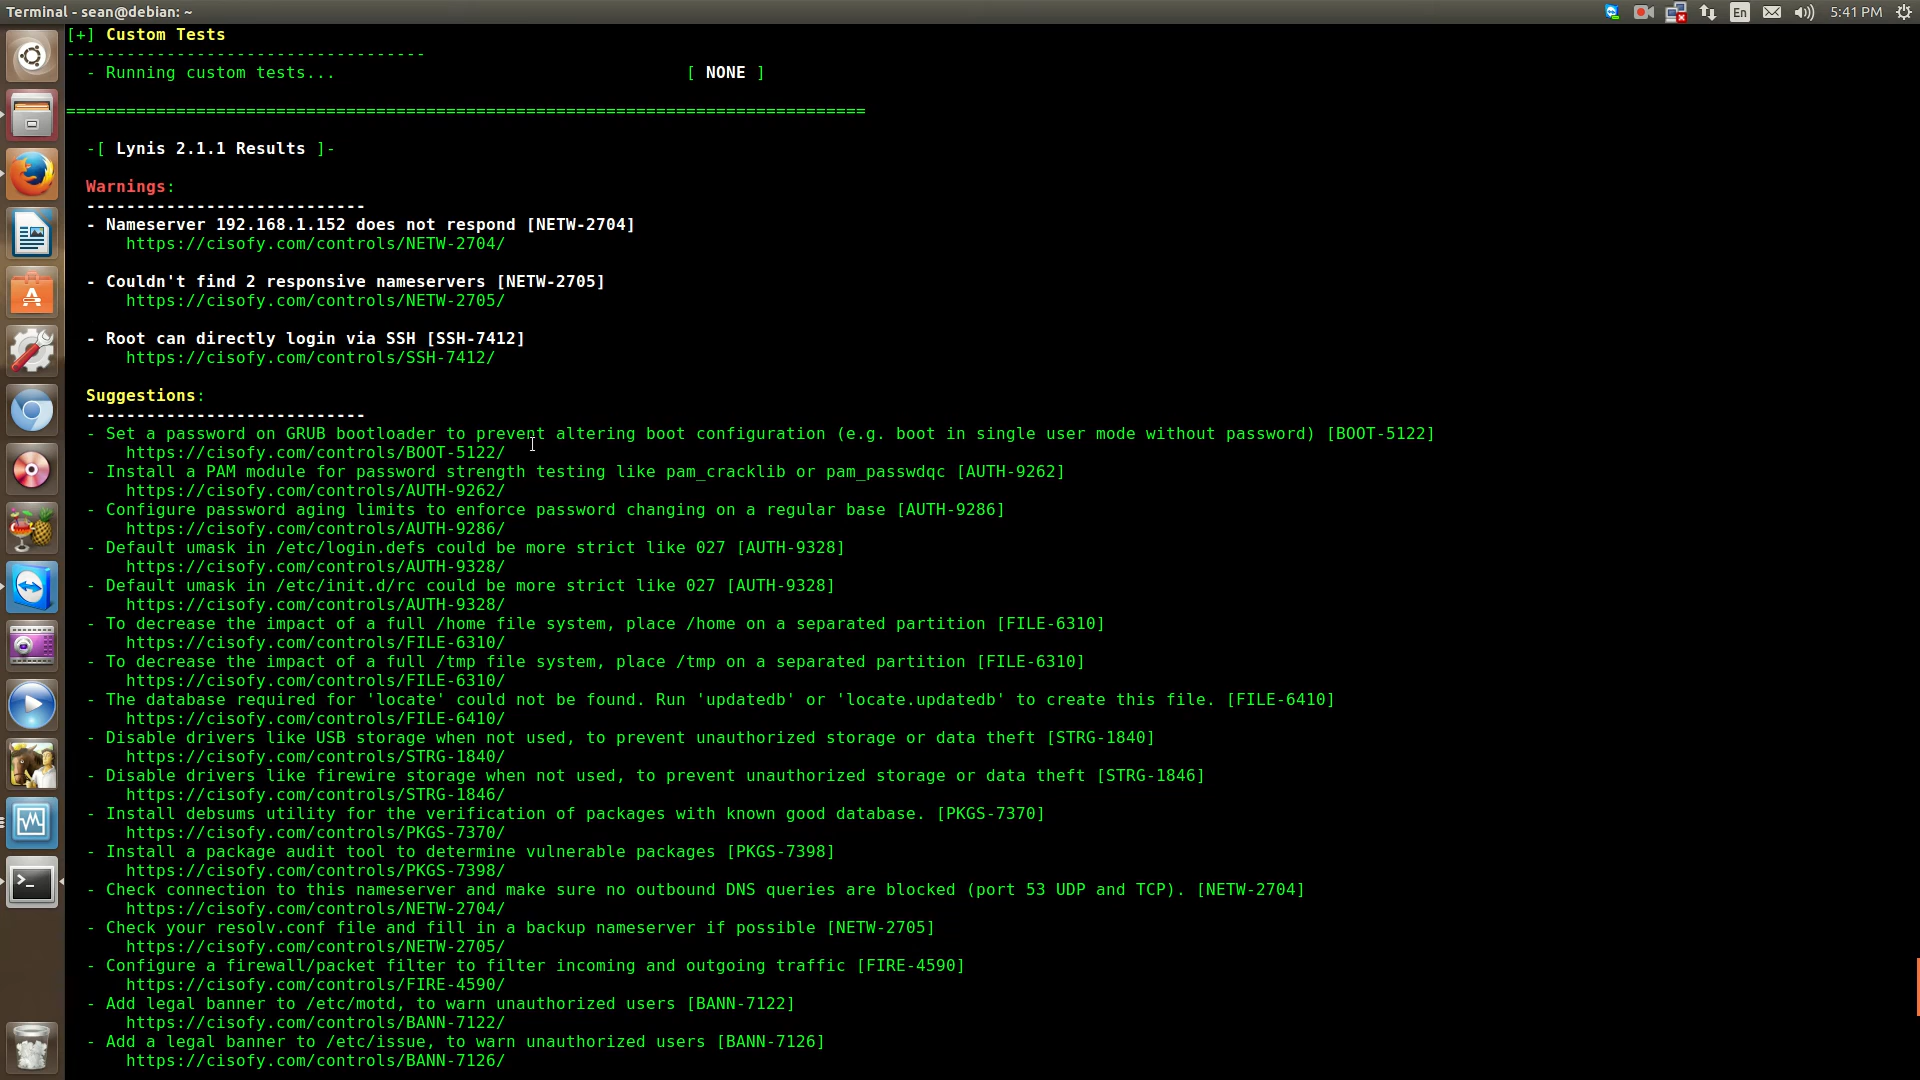 Terminal - sean@debian: ~
En
5:41 PM
[+] Custom Tests
------------------------------------
- Running custom tests... [ NONE ]
================================================================================
-[ Lynis 2.1.1 Results ]-
Warnings:
----------------------------
- Nameserver 192.168.1.152 does not respond [NETW-2704]
https://cisofy.com/controls/NETW-2704/
- Couldn't find 2 responsive nameservers [NETW-2705]
https://cisofy.com/controls/NETW-2705/
- Root can directly login via SSH [SSH-7412]
https://cisofy.com/controls/SSH-7412/
Suggestions:
----------------------------
- Set a password on GRUB bootloader to prevent altering boot configuration (e.g. boot in single user mode without password) [BOOT-5122]
https://cisofy.com/controls/BOOT-5122/
- Install a PAM module for password strength testing like pam_cracklib or pam_passwdqc [AUTH-9262]
https://cisofy.com/controls/AUTH-9262/
- Configure password aging limits to enforce password changing on a regular base [AUTH-9286]
https://cisofy.com/controls/AUTH-9286/
- Default umask in /etc/login.defs could be more strict like 027 [AUTH-9328]
https://cisofy.com/controls/AUTH-9328/
- Default umask in /etc/init.d/rc could be more strict like 027 [AUTH-9328]
https://cisofy.com/controls/AUTH-9328/
- To decrease the impact of a full /home file system, place /home on a separated partition [FILE-6310]
https://cisofy.com/controls/FILE-6310/
- To decrease the impact of a full /tmp file system, place /tmp on a separated partition [FILE-6310]
https://cisofy.com/controls/FILE-6310/
- The database required for 'locate' could not be found. Run 'updatedb' or 'locate.updatedb' to create this file. [FILE-6410]
https://cisofy.com/controls/FILE-6410/
- Disable drivers like USB storage when not used, to prevent unauthorized storage or data theft [STRG-1840]
https://cisofy.com/controls/STRG-1840/
- Disable drivers like firewire storage when not used, to prevent unauthorized storage or data theft [STRG-1846]
https://cisofy.com/controls/STRG-1846/
- Install debsums utility for the verification of packages with known good database. [PKGS-7370]
https://cisofy.com/controls/PKGS-7370/
- Install a package audit tool to determine vulnerable packages [PKGS-7398]
https://cisofy.com/controls/PKGS-7398/
- Check connection to this nameserver and make sure no outbound DNS queries are blocked (port 53 UDP and TCP). [NETW-2704]
https://cisofy.com/controls/NETW-2704/
- Check your resolv.conf file and fill in a backup nameserver if possible [NETW-2705]
https://cisofy.com/controls/NETW-2705/
- Configure a firewall/packet filter to filter incoming and outgoing traffic [FIRE-4590]
https://cisofy.com/controls/FIRE-4590/
- Add legal banner to /etc/motd, to warn unauthorized users [BANN-7122]
https://cisofy.com/controls/BANN-7122/
- Add a legal banner to /etc/issue, to warn unauthorized users [BANN-7126]
https://cisofy.com/controls/BANN-7126/